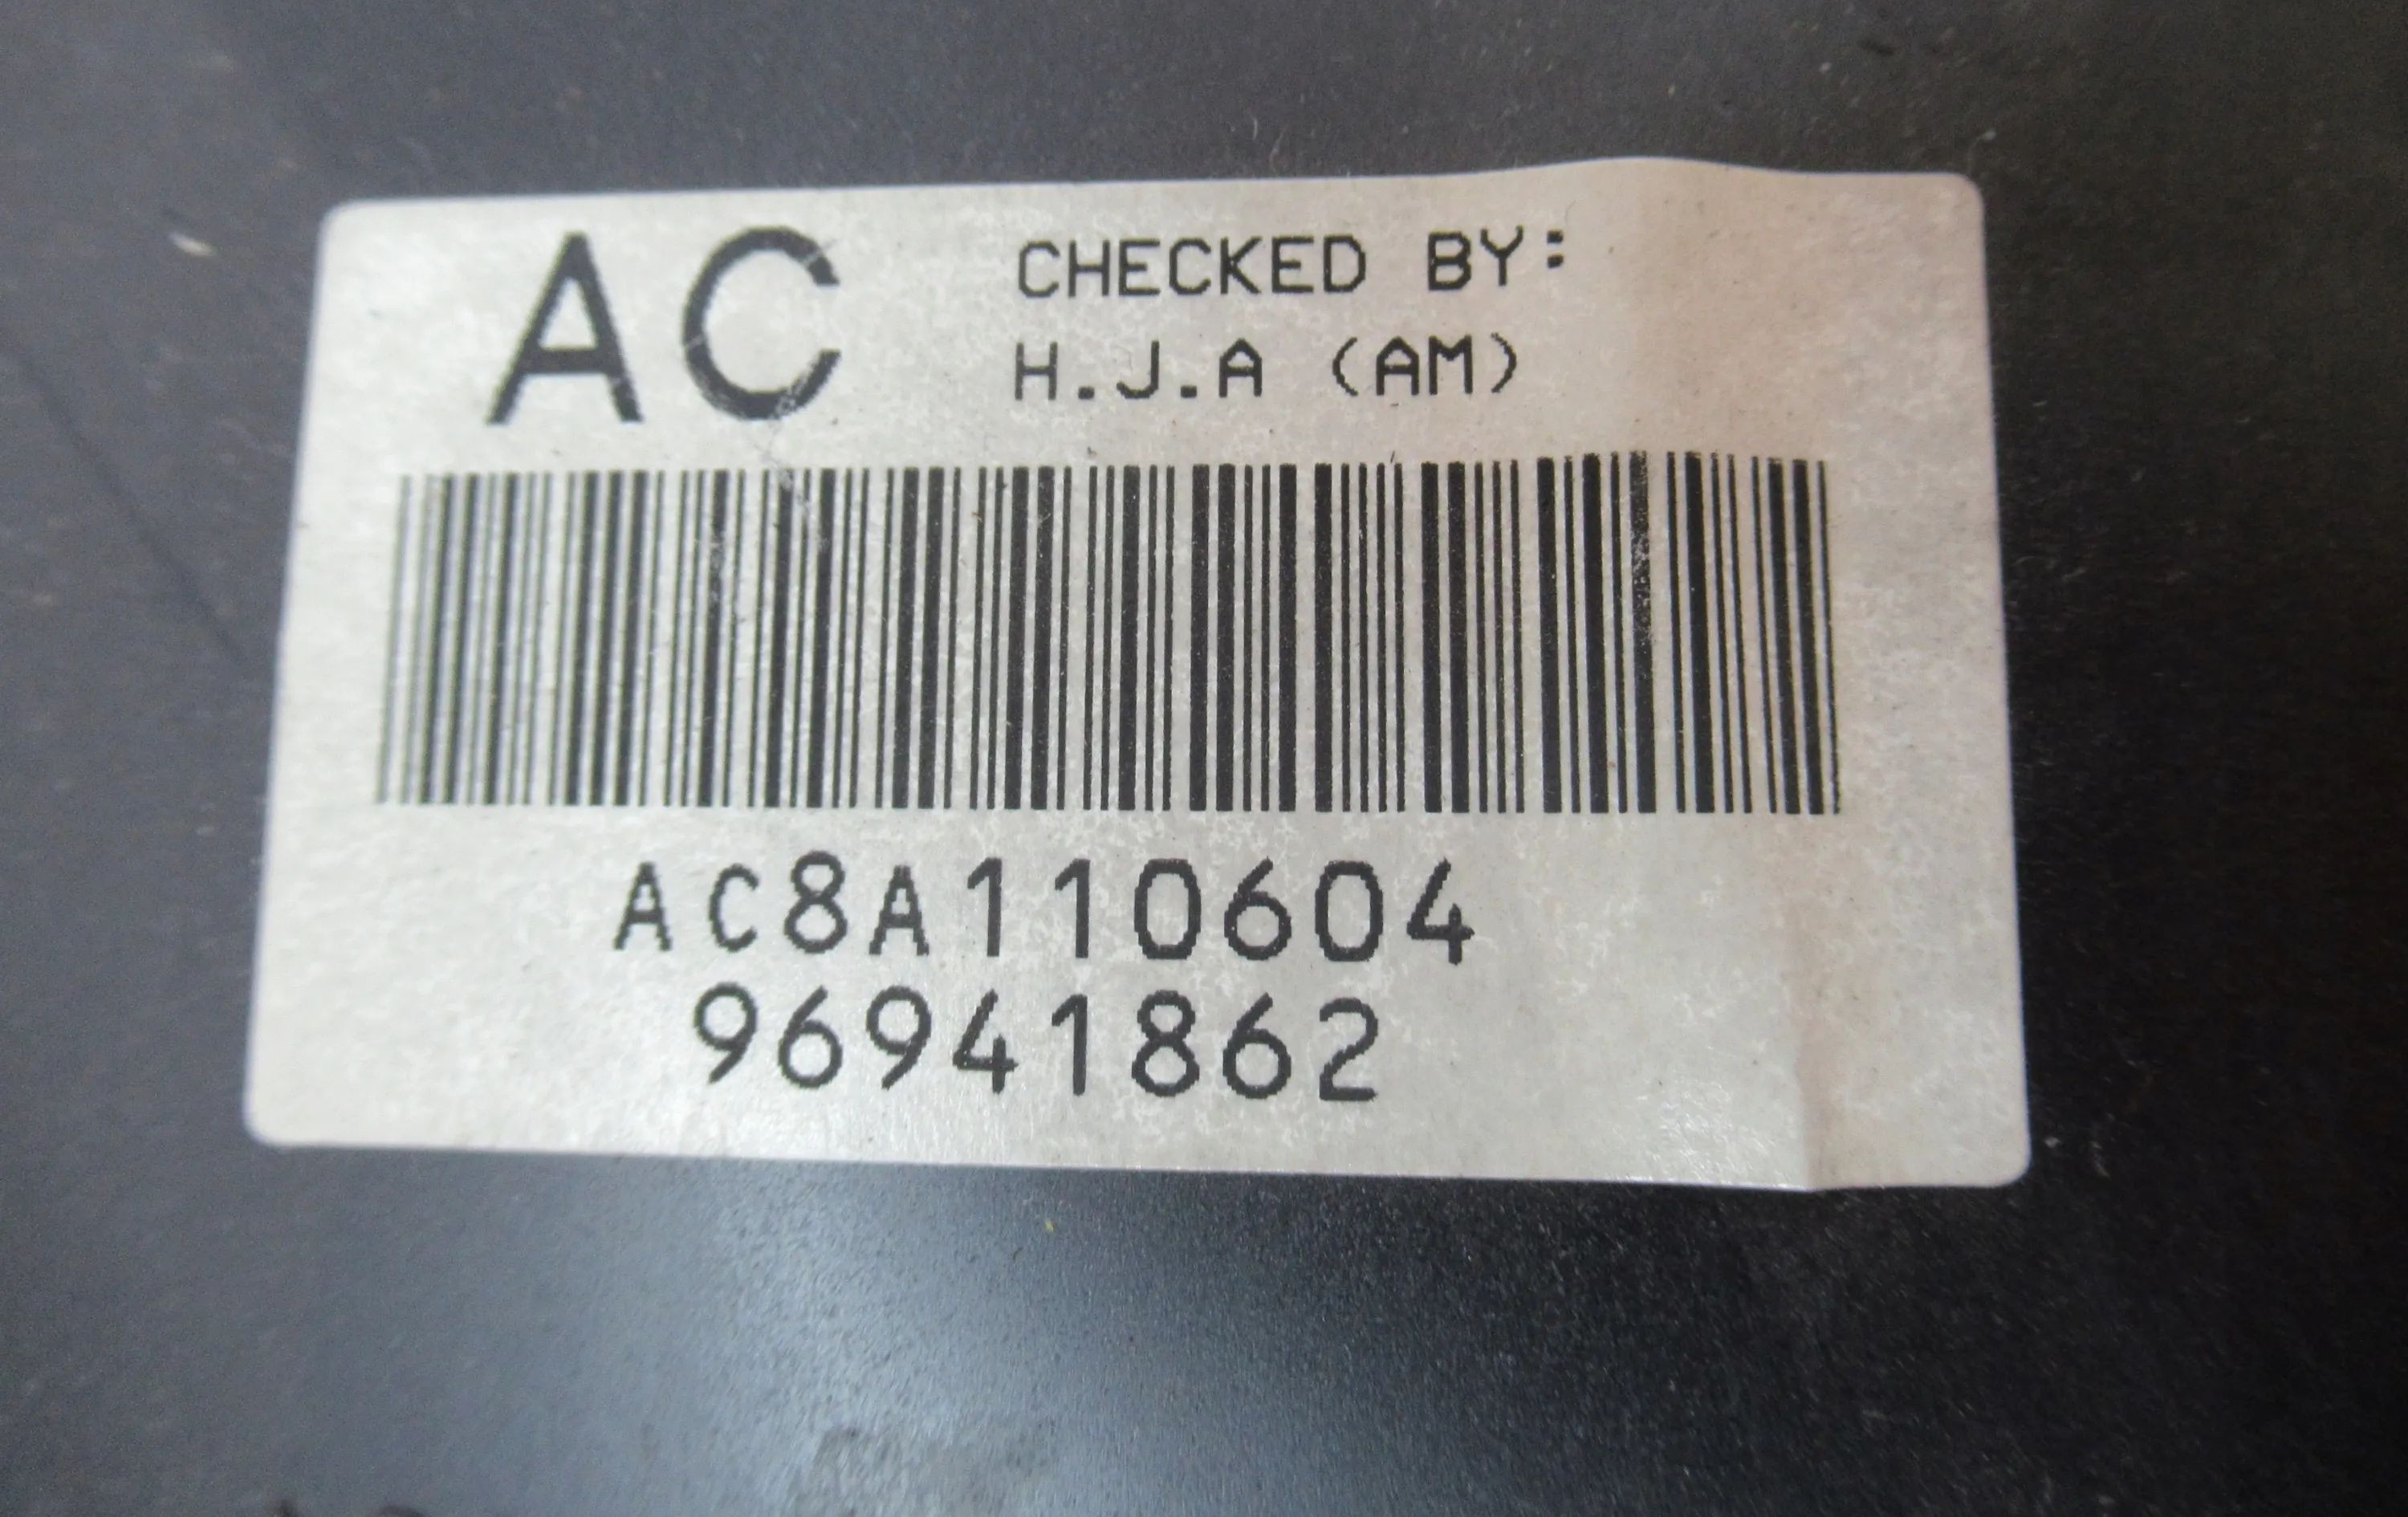 AC
CHECKED BY:
H.J.A (AM)
AC8A110604
96941862